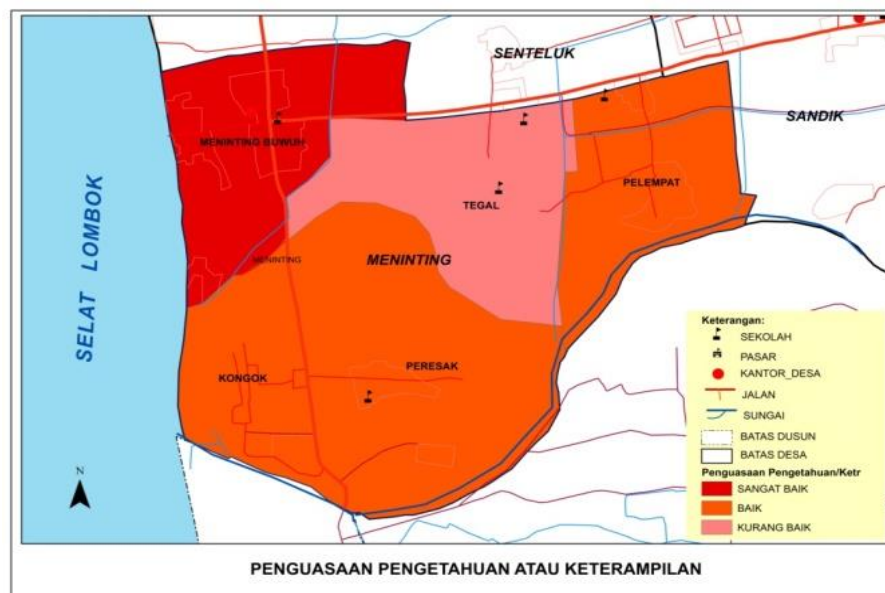 SENTELUK
SANDIK
MENINTING BUWUH
PELEMPAT
TEGAL
SELAT LOMBOK
MENINTING
MENINTING
PERESAK
KONGOK
N
Keterangan:
SEKOLAH
PASAR
KANTOR_DESA
JALAN
SUNGAI
BATAS DUSUN
BATAS DESA
Penguasaan Pengetahuan/Ketr
SANGAT BAIK
BAIK
KURANG BAIK
PENGUASAAN PENGETAHUAN ATAU KETERAMPILAN